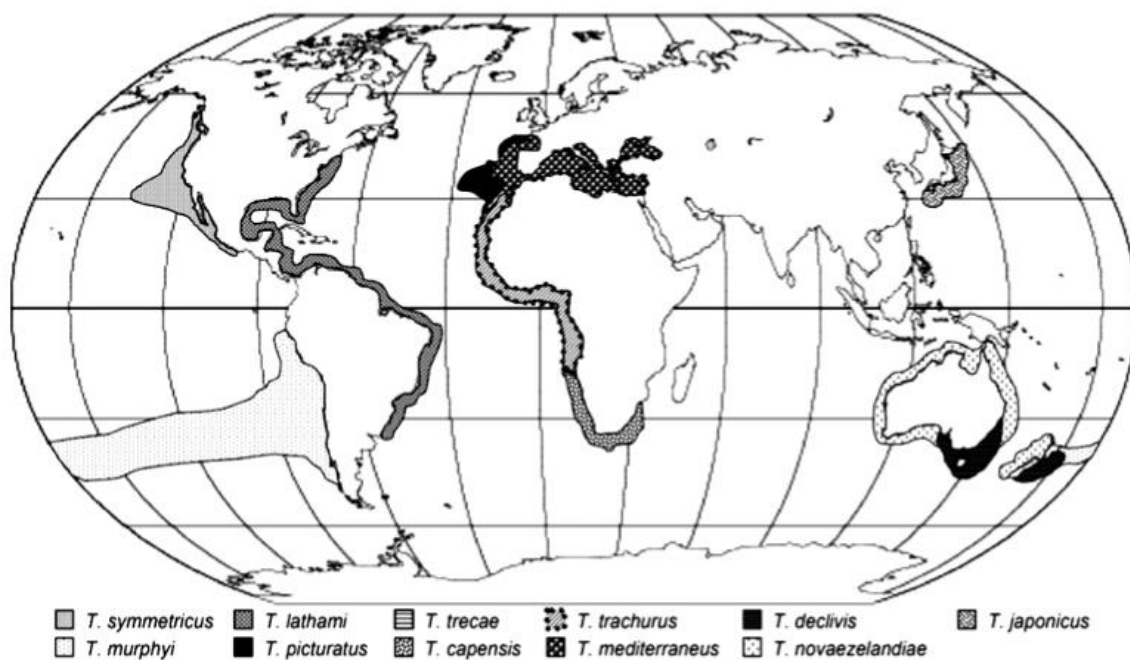 T. symmetricus T. lathami T. trecae T. trachurus T. declivis T. japonicus
T. murphyi T. picturatus T. capensis T. mediterraneus T. novaezelandiae